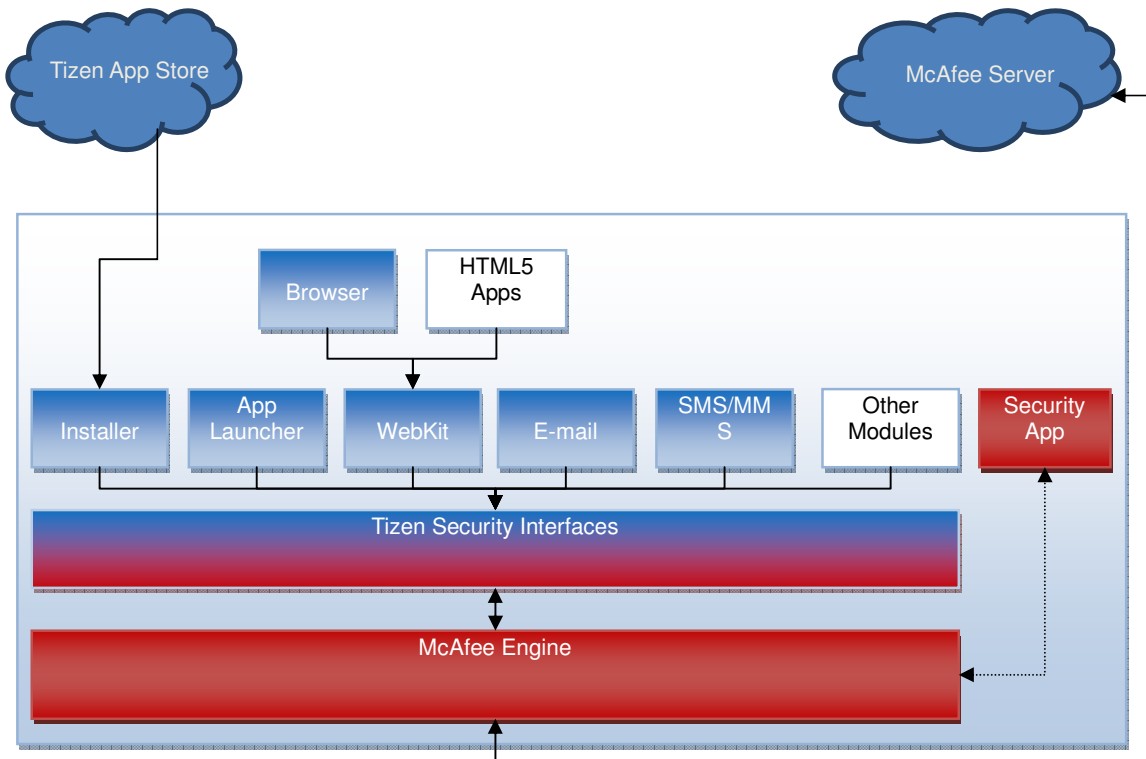 Tizen App Store
McAfee Server
Browser
HTML5
Apps
Installer
App
Launcher
WebKit
E-mail
SMS/MM
S
Other
Modules
Security
App
Tizen Security Interfaces
McAfee Engine